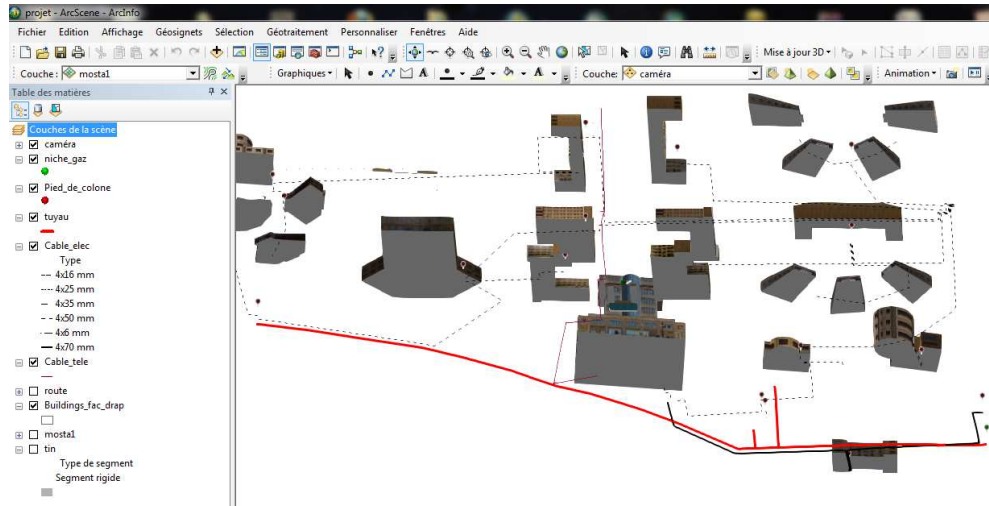 projet - ArcScene - ArcInfo
Fichier Edition Affichage Géosignets Sélection Géotraitement Personnaliser Fenêtres Aide
Mise à jour 3D
Couche : mosta1 Graphiques A A Couche: caméra Animation
Table des matières
Couches de la scène
caméra
niche_gaz
Pied_de_colone
tuyau
Cable_elec
Type
4x16 mm
4x25 mm
4x35 mm
4x50 mm
4x6 mm
4x70 mm
Cable_tele
route
Buildings_fac_drap
mosta1
tin
Type de segment
Segment rigide